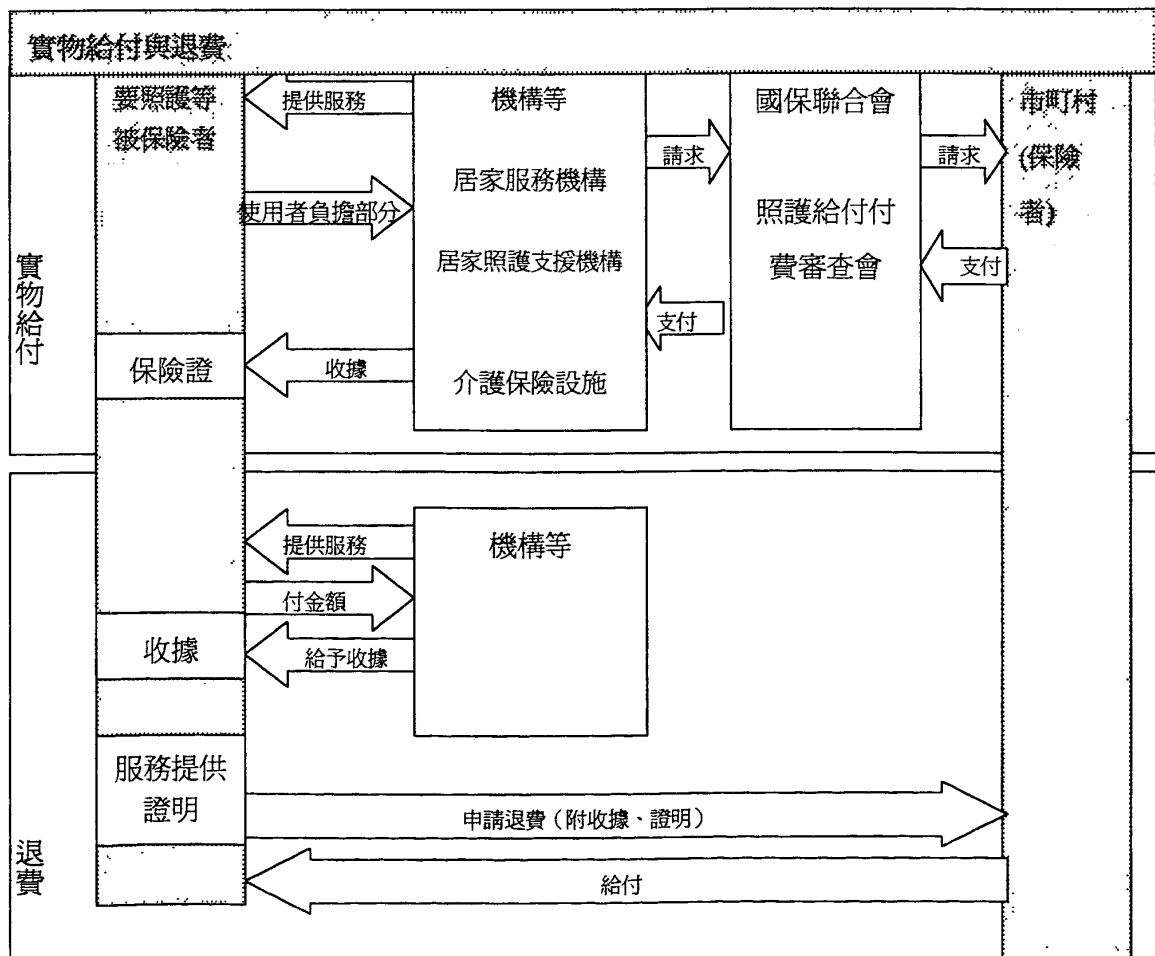 實物給付與退費
要照護等
被保險者
提供服務
機構等
國保聯合會
市町村
(保險
者)
請求
請求
居家服務機構
使用者負擔部分
照護給付付
費審查會
居家照護支援機構
支付
支付
實物給付
保險證
收據
介護保險設施
提供服務
機構等
付金額
收據
給予收據
服務提供
證明
申請退費（附收據、證明）
退費
給付